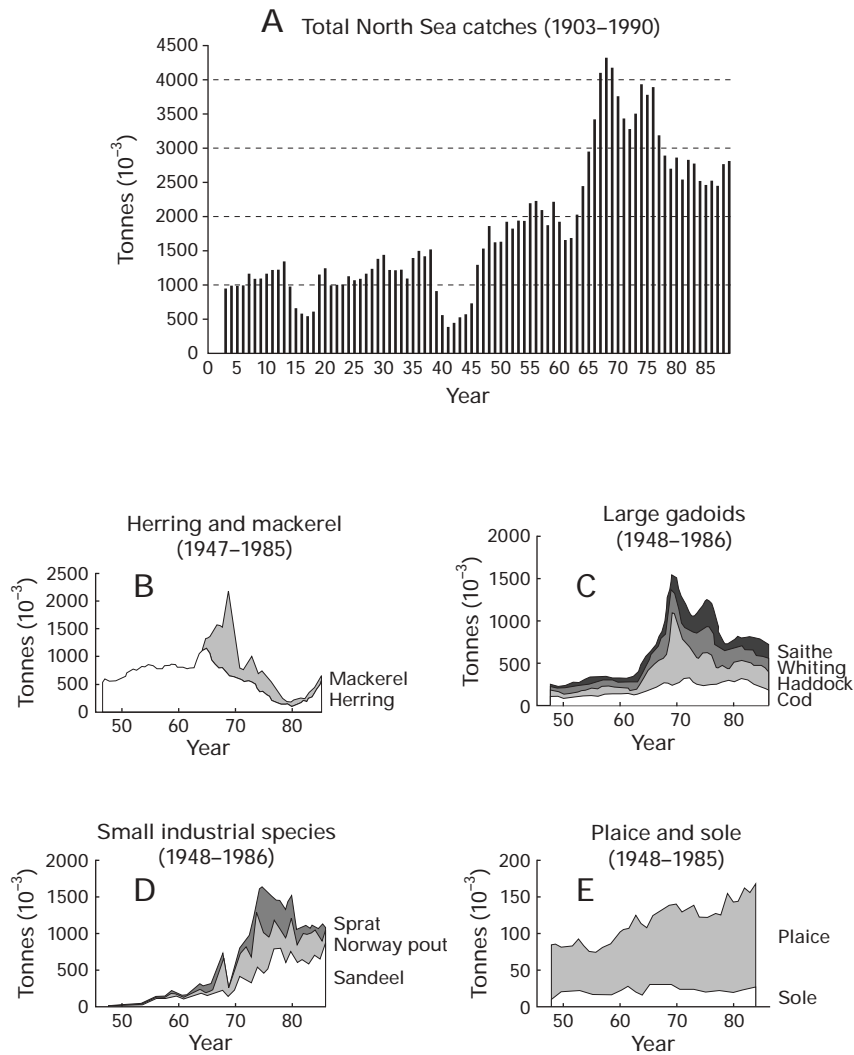 A Total North Sea catches (1903–1990)
4500
4000
3500
3000
2500
2000
1500
1000
500
0
Tonnes (10⁻³)
0 5 10 15 20 25 30 35 40 45 50 55 60 65 70 75 80 85
Year
Herring and mackerel
(1947–1985)
B
2500
2000
1500
1000
500
0
Tonnes (10⁻³)
Mackerel
Herring
50 60 70 80
Year
Large gadoids
(1948–1986)
C
2000
1500
1000
500
0
Tonnes (10⁻³)
Saithe
Whiting
Haddock
Cod
50 60 70 80
Year
Small industrial species
(1948–1986)
D
2000
1500
1000
500
0
Tonnes (10⁻³)
Sprat
Norway pout
Sandeel
50 60 70 80
Year
Plaice and sole
(1948–1985)
E
200
150
100
50
0
Tonnes (10⁻³)
Plaice
Sole
50 60 70 80
Year